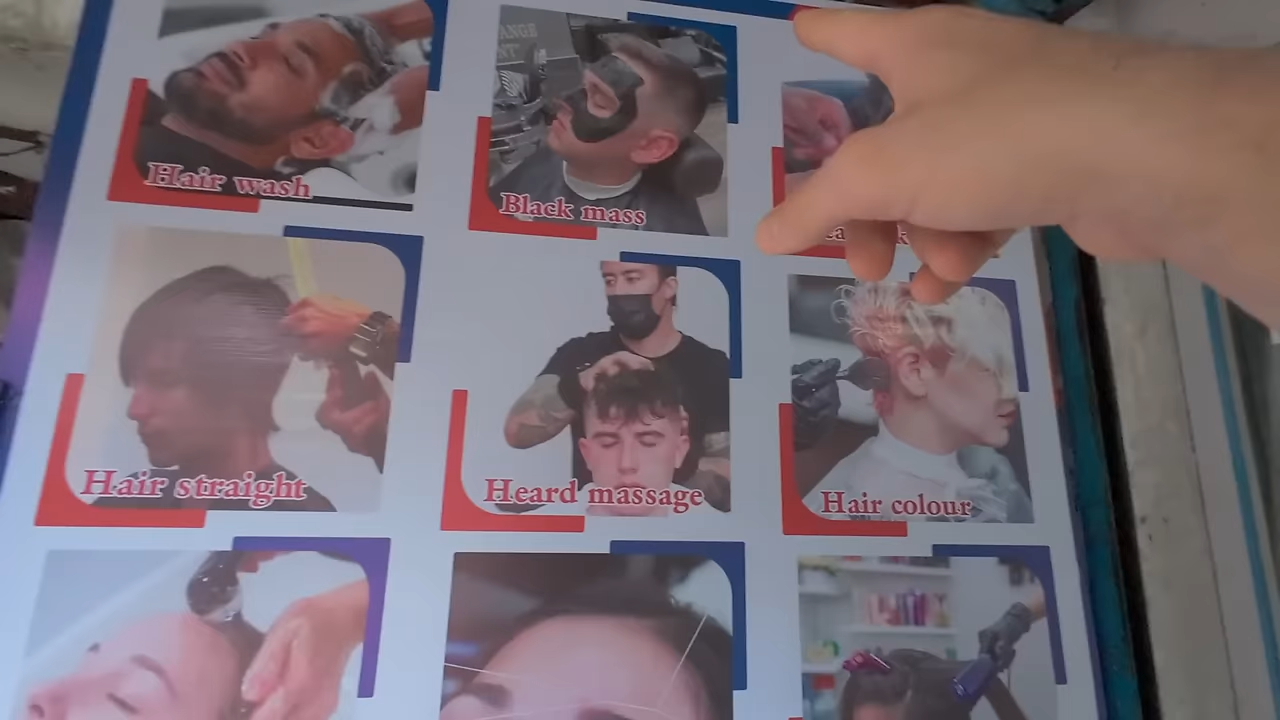 Hair wash
Black mass
Hair straight
Heard massage
Hair colour